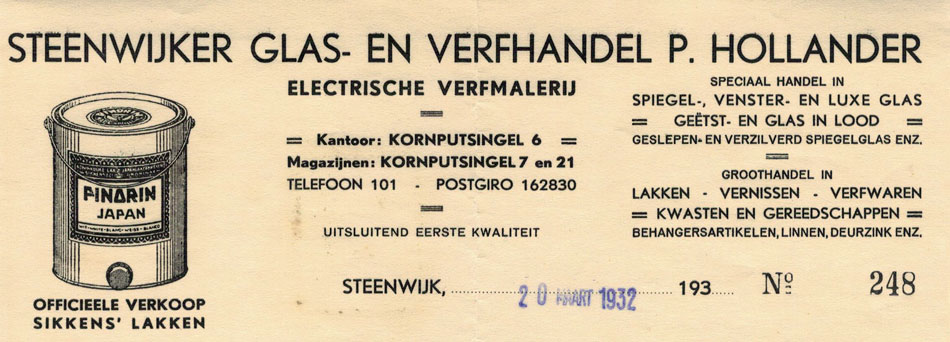 STEENWIJKER GLAS- EN VERFHANDEL P. HOLLANDER
ELECTRISCHE VERFMALERIJ
Kantoor: KORNPUTSINGEL 6
Magazijnen: KORNPUTSINGEL 7 en 21
TELEFOON 101 - POSTGIRO 162830
UITSLUITEND EERSTE KWALITEIT
SPECIAAL HANDEL IN
SPIEGEL-, VENSTER- EN LUXE GLAS
GEËTST- EN GLAS IN LOOD
GESLEPEN- EN VERZILVERD SPIEGELGLAS ENZ.
GROOTHANDEL IN
LAKKEN - VERNISSEN - VERFWAREN
KWASTEN EN GEREEDSCHAPPEN
BEHANGERSARTIKELEN, LINNEN, DEURZINK ENZ.
PINORIN
JAPAN
OFFICIEELE VERKOOP
SIKKENS' LAKKEN
STEENWIJK, 20 MAART 1932 193 Nº 248